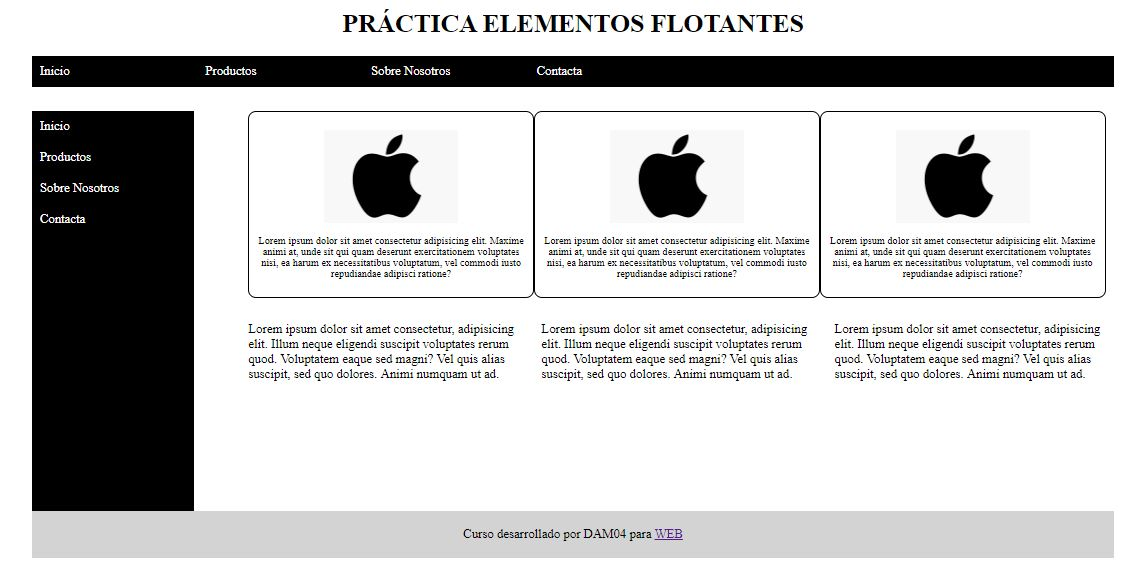 PRÁCTICA ELEMENTOS FLOTANTES
Inicio Productos Sobre Nosotros Contacta
Inicio
Productos
Sobre Nosotros
Contacta
Lorem ipsum dolor sit amet consectetur adipisicing elit. Maxime
animi at, unde sit qui quam deserunt exercitationem voluptates
nisi, ea harum ex necessitatibus voluptatum, vel commodi iusto
repudiandae adipisci ratione?
Lorem ipsum dolor sit amet consectetur adipisicing elit. Maxime
animi at, unde sit qui quam deserunt exercitationem voluptates
nisi, ea harum ex necessitatibus voluptatum, vel commodi iusto
repudiandae adipisci ratione?
Lorem ipsum dolor sit amet consectetur adipisicing elit. Maxime
animi at, unde sit qui quam deserunt exercitationem voluptates
nisi, ea harum ex necessitatibus voluptatum, vel commodi iusto
repudiandae adipisci ratione?
Lorem ipsum dolor sit amet consectetur, adipisicing
elit. Illum neque eligendi suscipit voluptates rerum
quod. Voluptatem eaque sed magni? Vel quis alias
suscipit, sed quo dolores. Animi numquam ut ad.
Lorem ipsum dolor sit amet consectetur, adipisicing
elit. Illum neque eligendi suscipit voluptates rerum
quod. Voluptatem eaque sed magni? Vel quis alias
suscipit, sed quo dolores. Animi numquam ut ad.
Lorem ipsum dolor sit amet consectetur, adipisicing
elit. Illum neque eligendi suscipit voluptates rerum
quod. Voluptatem eaque sed magni? Vel quis alias
suscipit, sed quo dolores. Animi numquam ut ad.
Curso desarrollado por DAM04 para WEB